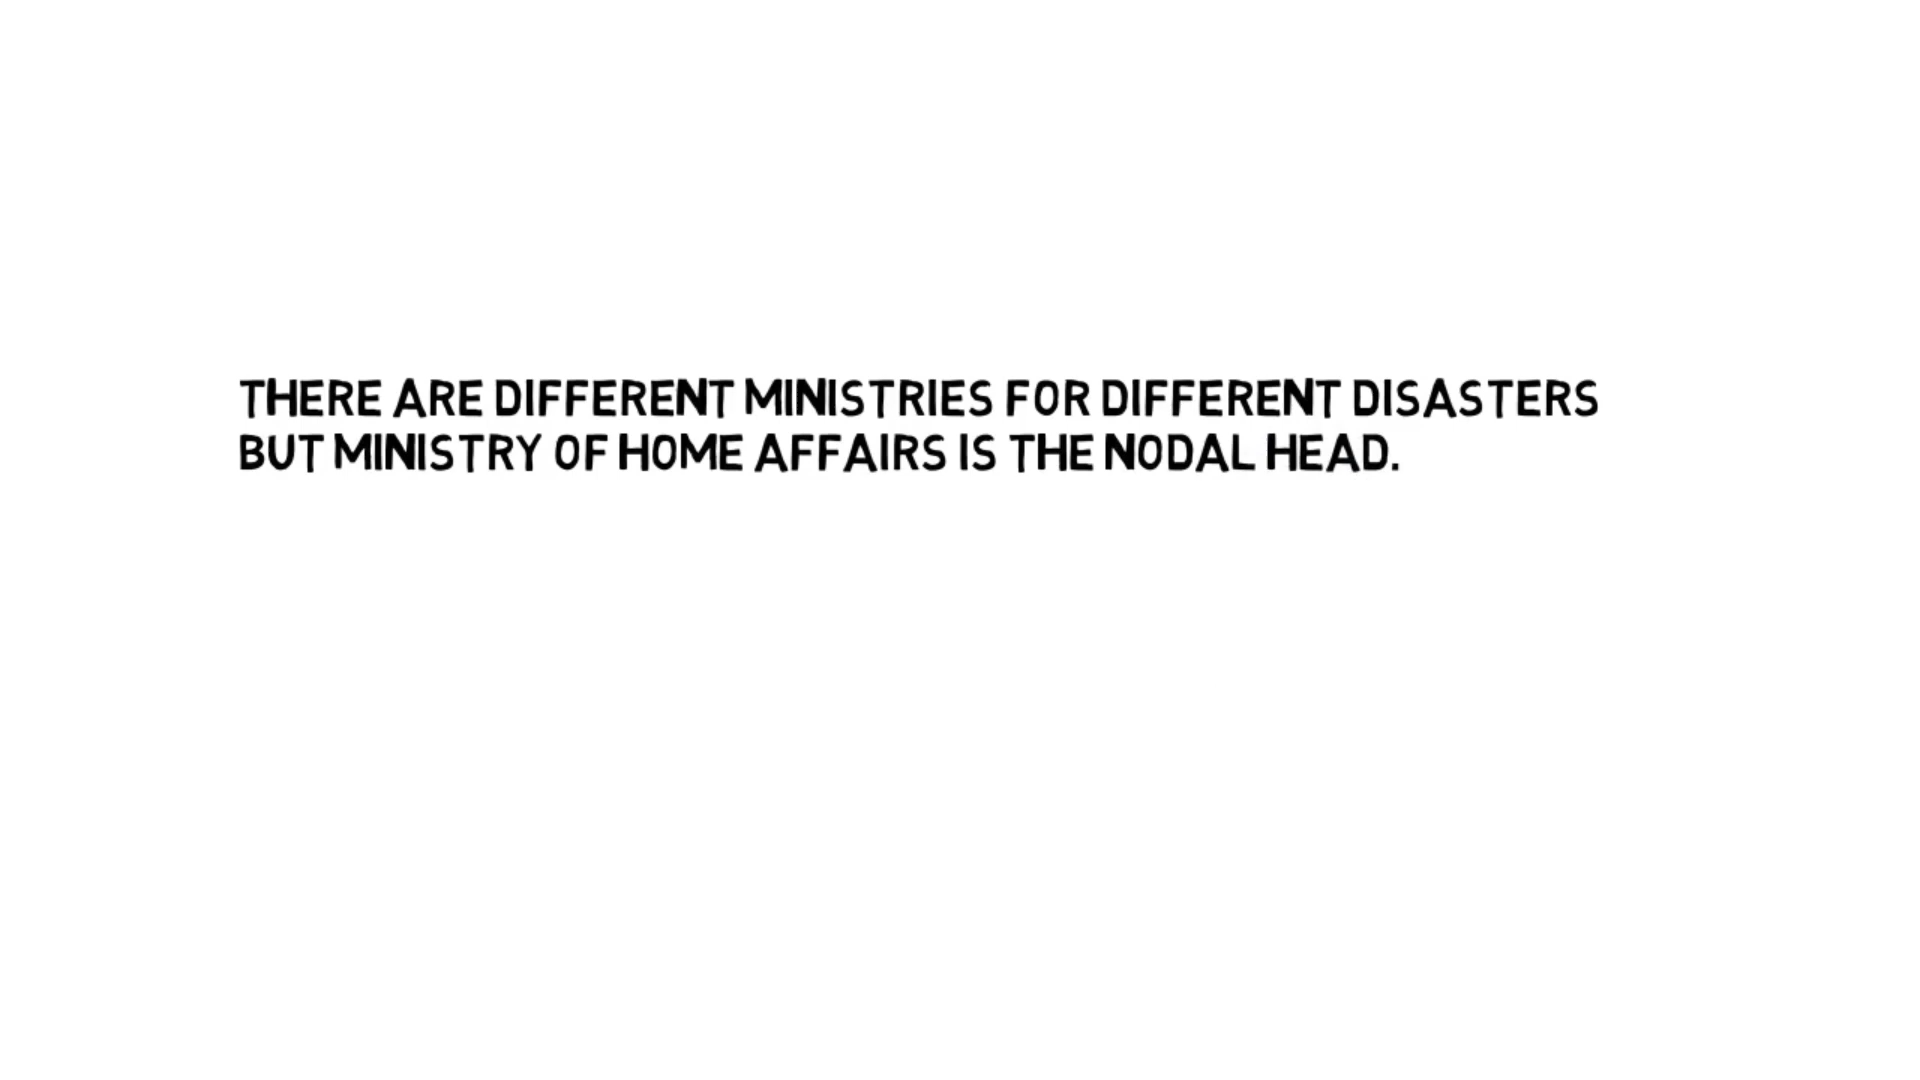 THERE ARE DIFFERENT MINISTRIES FOR DIFFERENT DISASTERS
BUT MINISTRY OF HOME AFFAIRS IS THE NODAL HEAD.